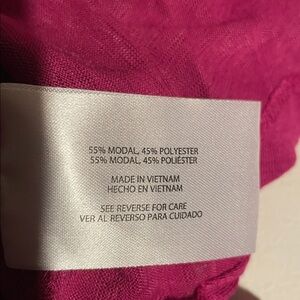 55% MODAL, 45% POLYESTER
55% MODAL, 45% POLIÉSTER
MADE IN VIETNAM
HECHO EN VIETNAM
SEE REVERSE FOR CARE
VER AL REVERSO PARA CUIDADO